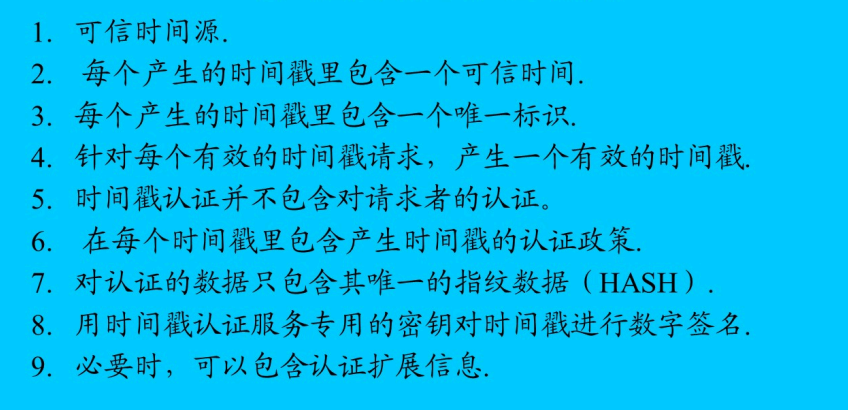 1. 可信时间源.
2. 每个产生的时间戳里包含一个可信时间.
3. 每个产生的时间戳里包含一个唯一标识.
4. 针对每个有效的时间戳请求，产生一个有效的时间戳.
5. 时间戳认证并不包含对请求者的认证。
6. 在每个时间戳里包含产生时间戳的认证政策.
7. 对认证的数据只包含其唯一的指纹数据（HASH）.
8. 用时间戳认证服务专用的密钥对时间戳进行数字签名.
9. 必要时，可以包含认证扩展信息.